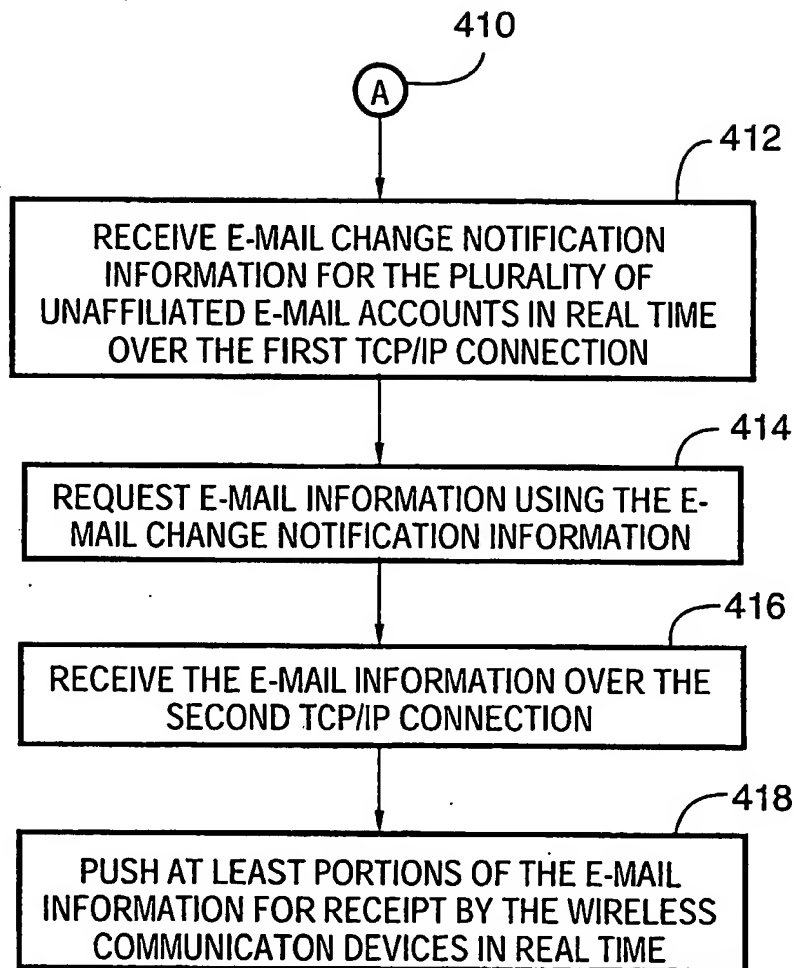 410
A
412
RECEIVE E-MAIL CHANGE NOTIFICATION
INFORMATION FOR THE PLURALITY OF
UNAFFILIATED E-MAIL ACCOUNTS IN REAL TIME
OVER THE FIRST TCP/IP CONNECTION
414
REQUEST E-MAIL INFORMATION USING THE E-
MAIL CHANGE NOTIFICATION INFORMATION
416
RECEIVE THE E-MAIL INFORMATION OVER THE
SECOND TCP/IP CONNECTION
418
PUSH AT LEAST PORTIONS OF THE E-MAIL
INFORMATION FOR RECEIPT BY THE WIRELESS
COMMUNICATON DEVICES IN REAL TIME